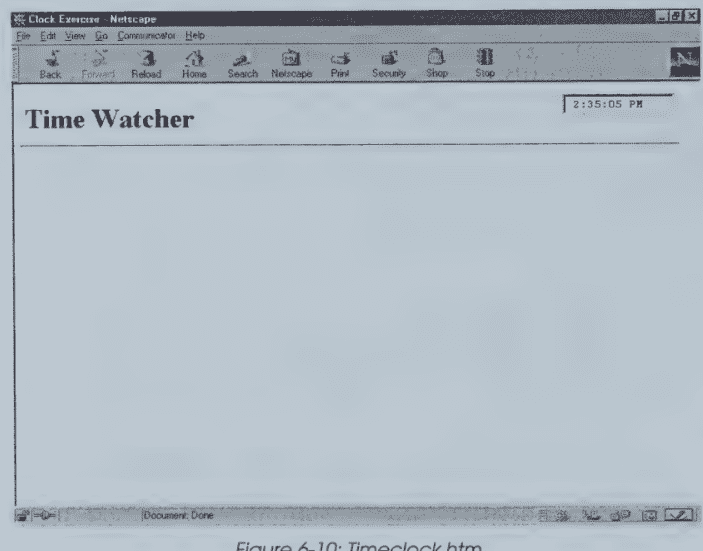 Clock Exercise - Netscape
File Edit View Go Communicator Help
Back Forward Reload Home Search Netscape Print Security Shop Stop
N
Time Watcher
2:35:05 PM
Document: Done
Figure 6-10: Timeclock.htm